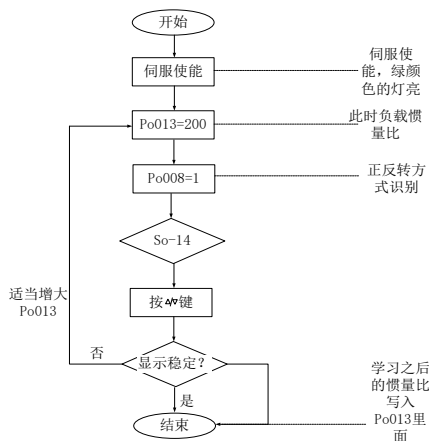 开始
伺服使能
伺服使
能，绿颜
色的灯亮
Po013=200
此时负载惯
量比
Po008=1
正反转方
式识别
So-14
适当增大
Po013
按△/▽键
显示稳定？
否
是
学习之后
的惯量比
写入
Po013里
面
结束